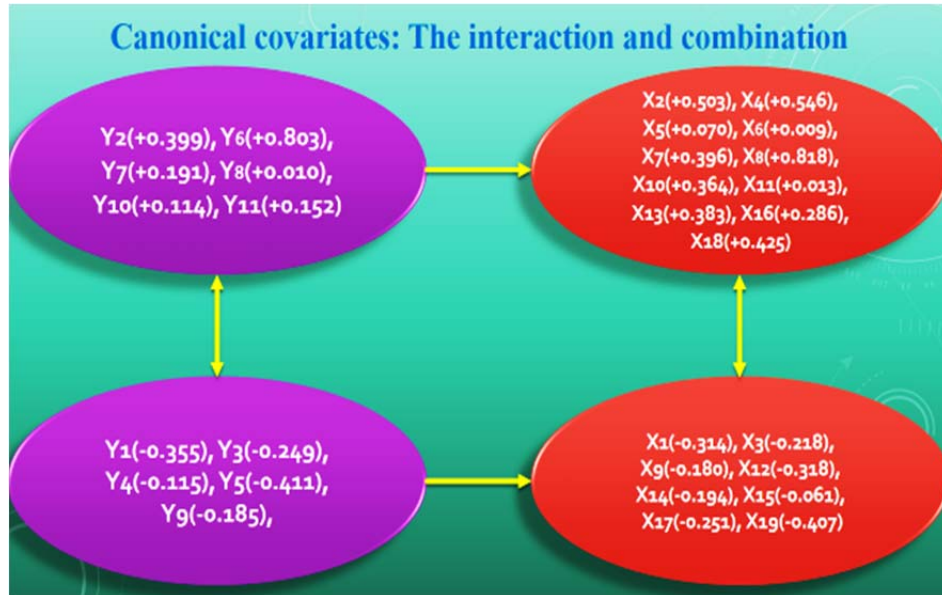 Canonical covariates: The interaction and combination
Y2(+0.399), Y6(+0.803),
Y7(+0.191), Y8(+0.010),
Y10(+0.114), Y11(+0.152)
X2(+0.503), X4(+0.546),
X5(+0.070), X6(+0.009),
X7(+0.396), X8(+0.818),
X10(+0.364), X11(+0.013),
X13(+0.383), X16(+0.286),
X18(+0.425)
Y1(-0.355), Y3(-0.249),
Y4(-0.115), Y5(-0.411),
Y9(-0.185),
X1(-0.314), X3(-0.218),
X9(-0.180), X12(-0.318),
X14(-0.194), X15(-0.061),
X17(-0.251), X19(-0.407)